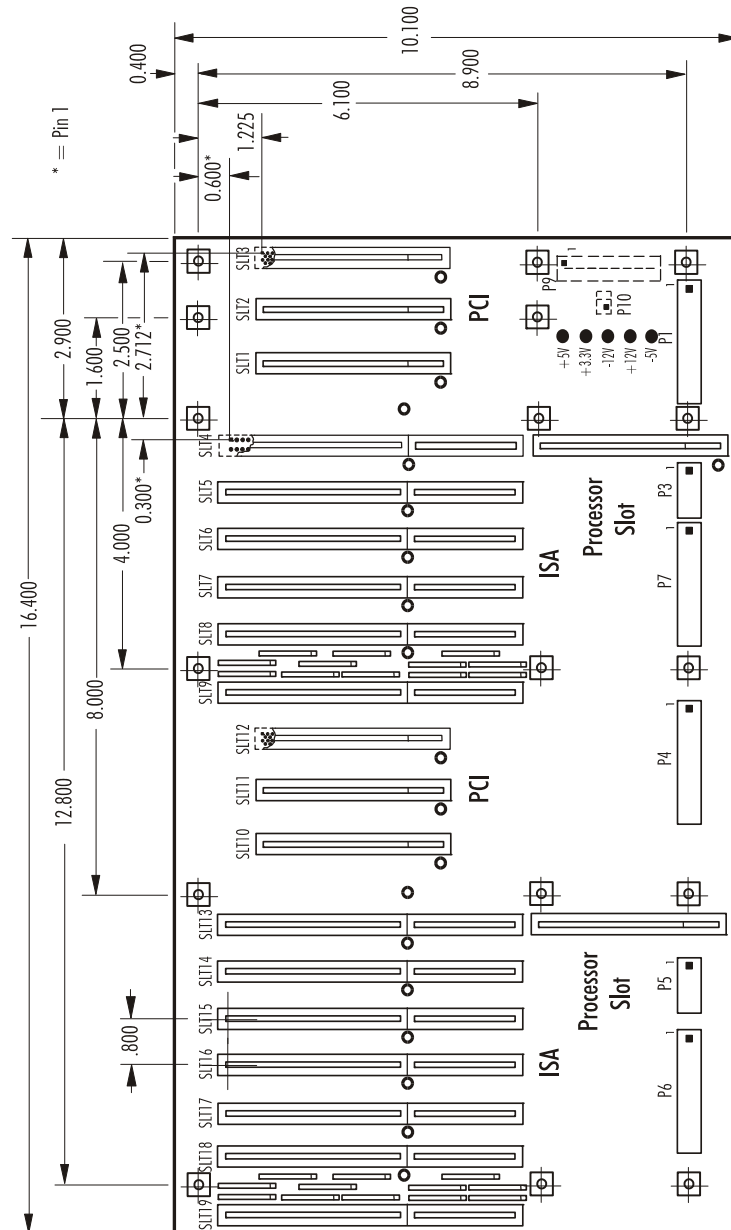 * = Pin 1
0.400
10.100
8.900
6.100
1.225
0.600*
16.400
2.900
2.500
2.712*
1.600
12.800
8.000
4.000
0.300*
.800
SLT3
SLT2
SLT1
PCI
P9
1
P10
+5V
+3.3V
-12V
+12V
-5V
P1
1
SLT4
SLT5
SLT6
SLT7
SLT8
SLT9
ISA
Processor
Slot
P3
1
P7
1
SLT12
SLT11
SLT10
PCI
P4
SLT13
SLT14
SLT15
SLT16
SLT17
SLT18
SLT19
ISA
Processor
Slot
P5
1
P6
1